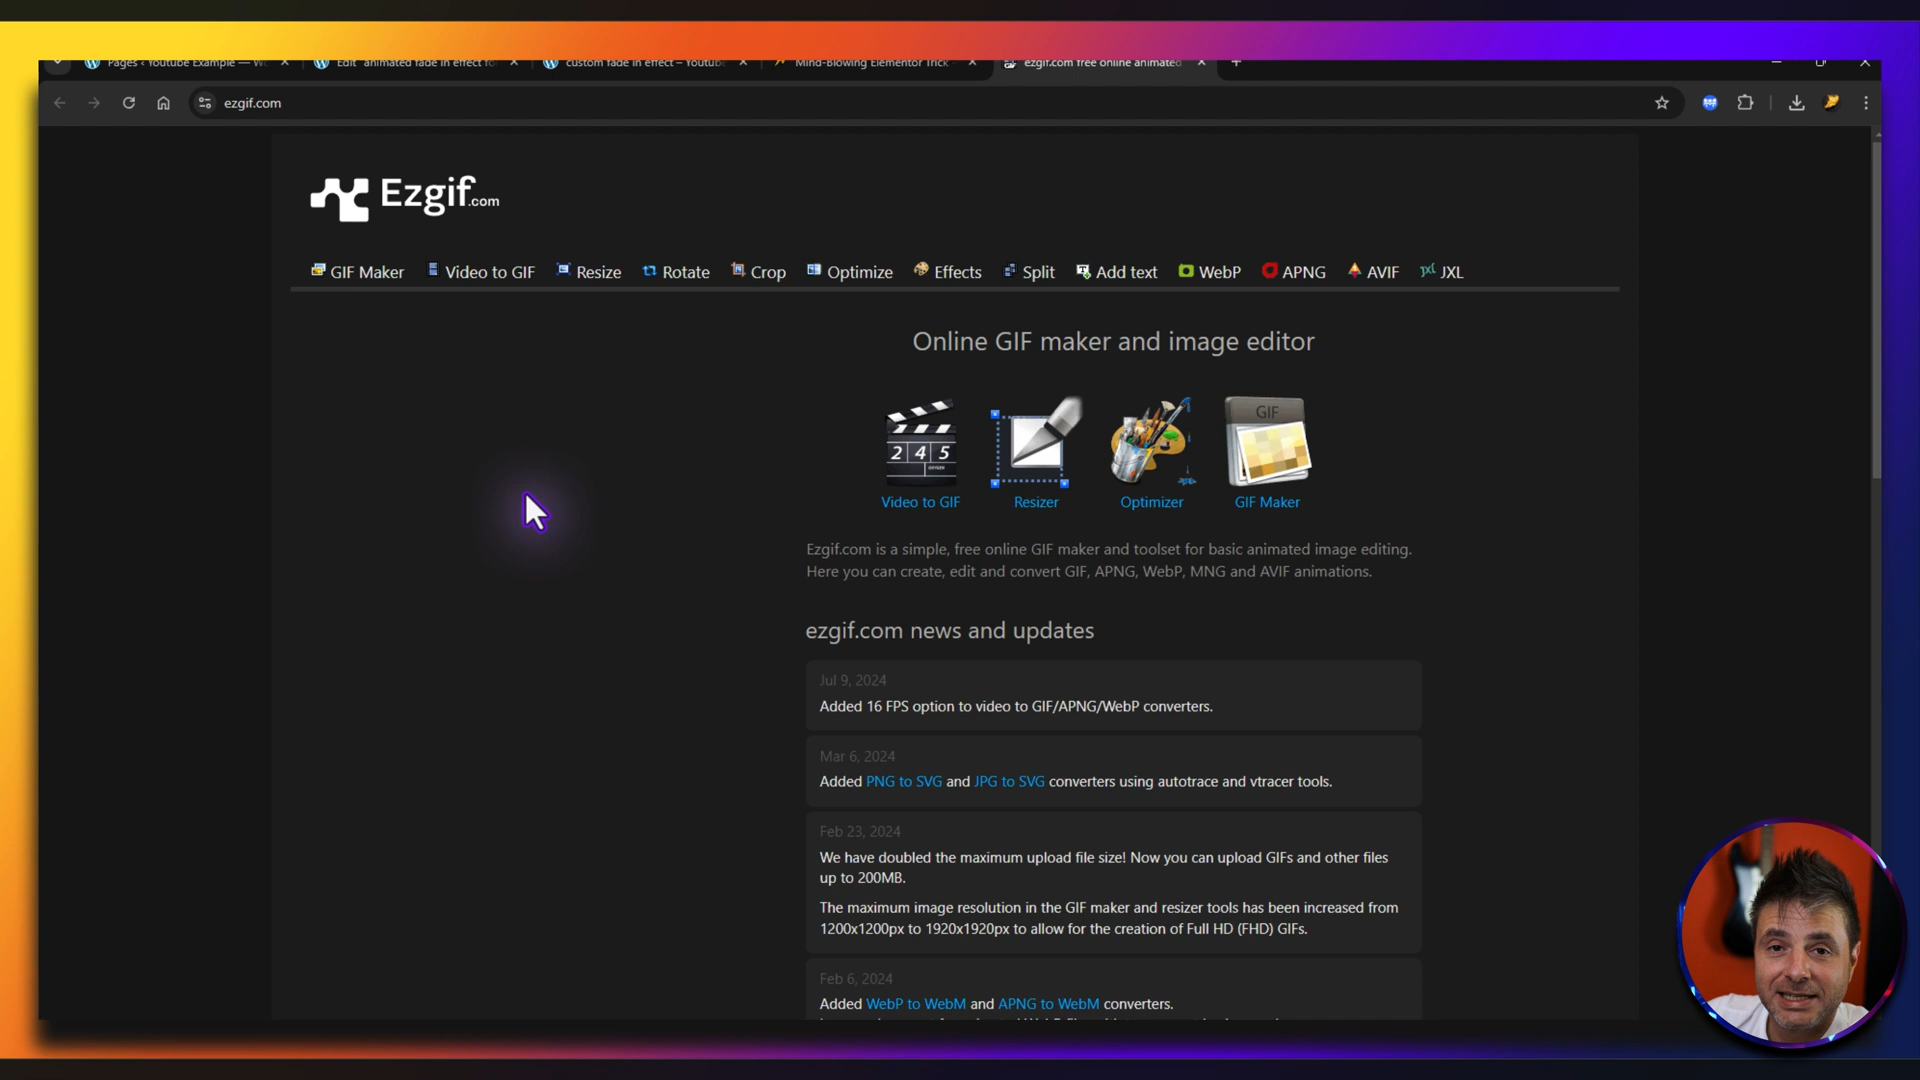 Pages ‹ Youtube Example — W
Edit "animated fade in effect fo
custom fade in effect – Youtub
Mind-Blowing Elementor Trick
ezgif.com free online animated
ezgif.com
Ezgif.com
GIF Maker
Video to GIF
Resize
Rotate
Crop
Optimize
Effects
Split
Add text
WebP
APNG
AVIF
JXL
Online GIF maker and image editor
2 4 5
GIF
Video to GIF
Resizer
Optimizer
GIF Maker
Ezgif.com is a simple, free online GIF maker and toolset for basic animated image editing.
Here you can create, edit and convert GIF, APNG, WebP, MNG and AVIF animations.
ezgif.com news and updates
Jul 9, 2024
Added 16 FPS option to video to GIF/APNG/WebP converters.
Mar 6, 2024
Added PNG to SVG and JPG to SVG converters using autotrace and vtracer tools.
Feb 23, 2024
We have doubled the maximum upload file size! Now you can upload GIFs and other files
up to 200MB.
The maximum image resolution in the GIF maker and resizer tools has been increased from
1200x1200px to 1920x1920px to allow for the creation of Full HD (FHD) GIFs.
Feb 6, 2024
Added WebP to WebM and APNG to WebM converters.